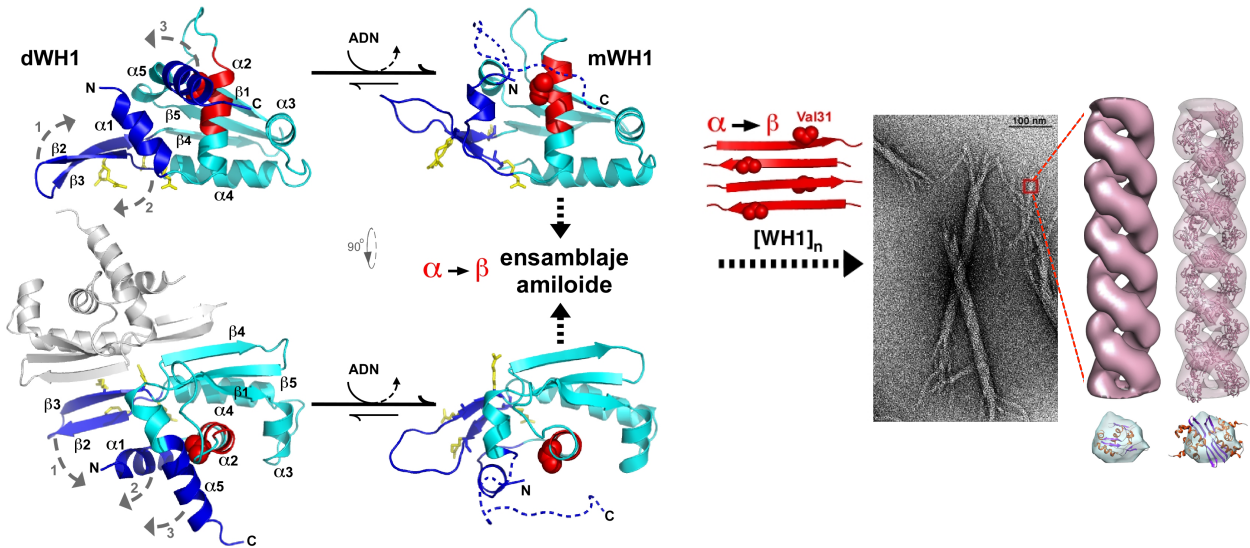 dWH1
3
α5
α2
N
β1
C
α3
1
α1
β5
β2
β4
β3
2
α4
ADN
mWH1
N
C
90°
α → β
ensamblaje
amiloide
α → β
Val31
[WH1]n
100 nm
β4
β5
β3
β1
α4
β2
α1
α2
α3
1
N
2
α5
3
C
ADN
N
C